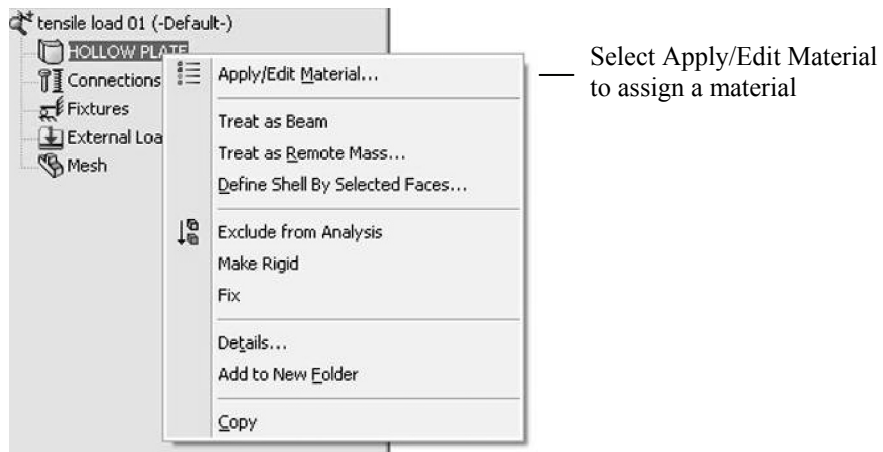 tensile load 01 (-Default-)
HOLLOW PLATE
Connections
Fixtures
External Loa
Mesh
Apply/Edit Material...
Treat as Beam
Treat as Remote Mass...
Define Shell By Selected Faces...
Exclude from Analysis
Make Rigid
Fix
Details...
Add to New Folder
Copy
Select Apply/Edit Material
to assign a material